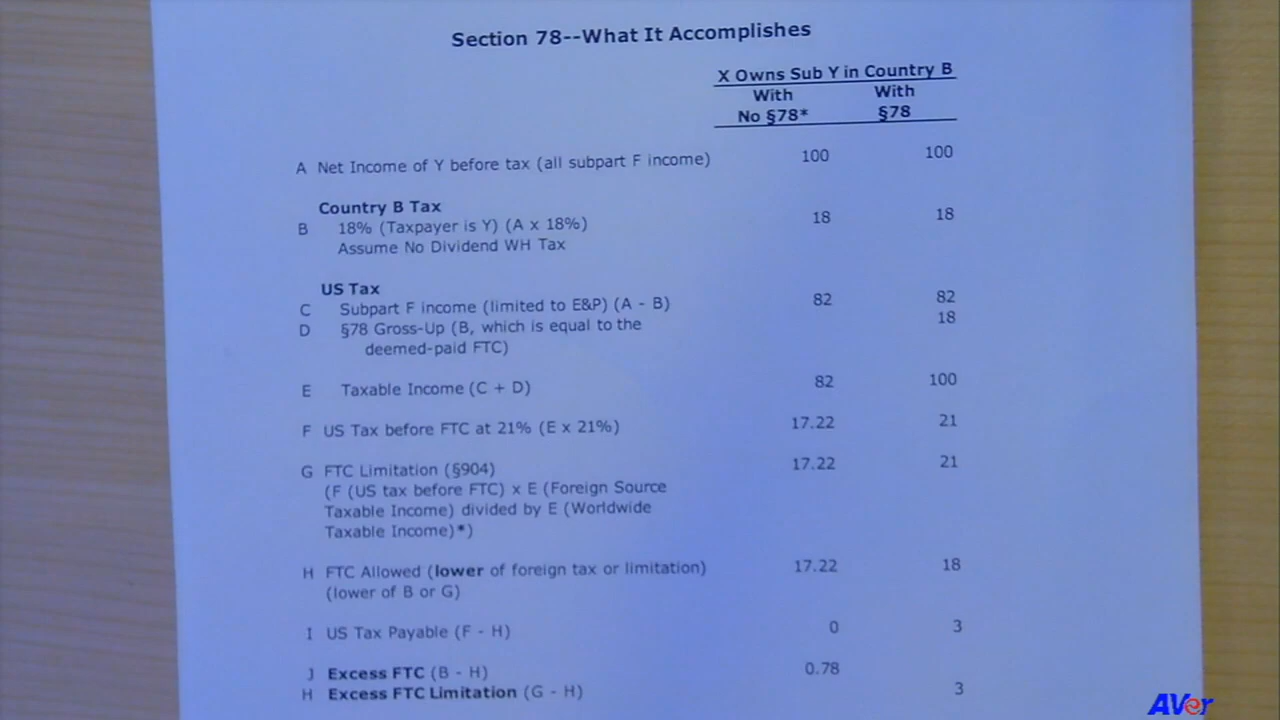 Section 78--What It Accomplishes
X Owns Sub Y in Country B
With With
No §78* §78
A Net Income of Y before tax (all subpart F income) 100 100
Country B Tax
B 18% (Taxpayer is Y) (A x 18%) 18 18
Assume No Dividend WH Tax
US Tax
C Subpart F income (limited to E&P) (A - B) 82 82
D §78 Gross-Up (B, which is equal to the 18
deemed-paid FTC)
E Taxable Income (C + D) 82 100
F US Tax before FTC at 21% (E x 21%) 17.22 21
G FTC Limitation (§904) 17.22 21
(F (US tax before FTC) x E (Foreign Source
Taxable Income) divided by E (Worldwide
Taxable Income)*)
H FTC Allowed (lower of foreign tax or limitation) 17.22 18
(lower of B or G)
I US Tax Payable (F - H) 0 3
J Excess FTC (B - H) 0.78
H Excess FTC Limitation (G - H) 3
AVer